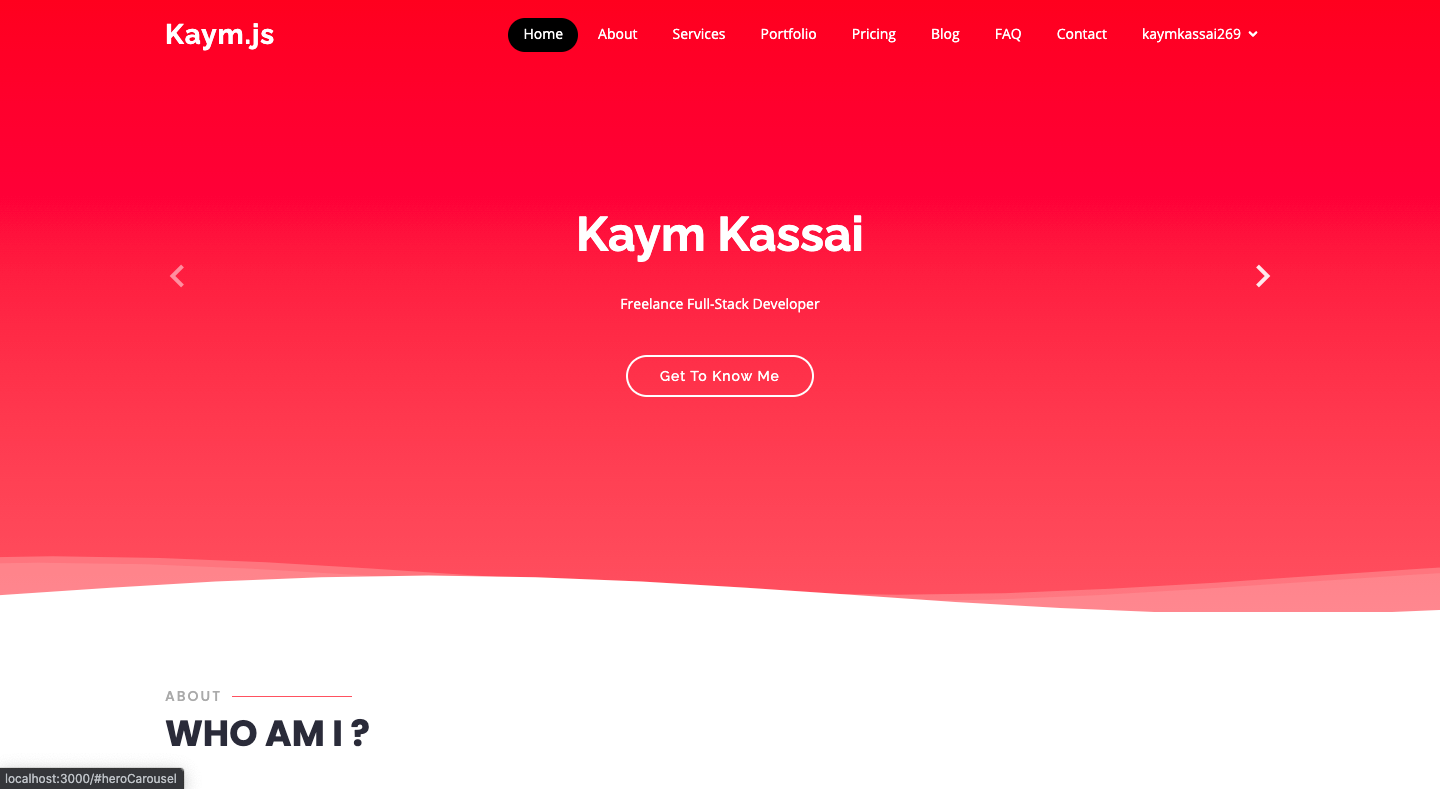 Kaym.js
Home About Services Portfolio Pricing Blog FAQ Contact kaymkassai269
Kaym Kassai
Freelance Full-Stack Developer
Get To Know Me
ABOUT
WHO AM I ?
localhost:3000/#heroCarousel